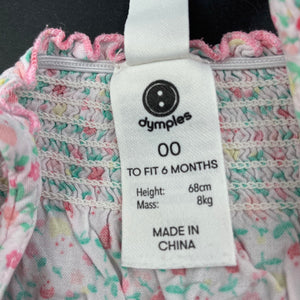 dymples
00
TO FIT 6 MONTHS
Height: 68cm
Mass: 8kg
MADE IN
CHINA